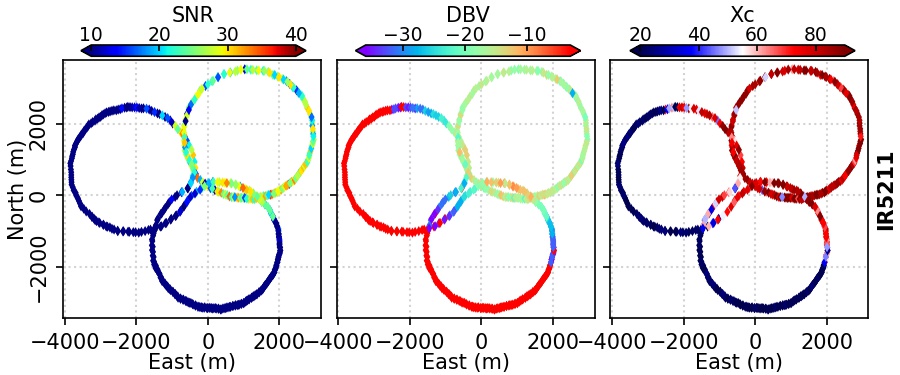 SNR DBV Xc
10 20 30 40 −30 −20 −10 20 40 60 80
2000
0
−2000
North (m)
IR5211
−4000 −2000 0 2000 −4000 −2000 0 2000 −4000 −2000 0 2000
East (m) East (m) East (m)